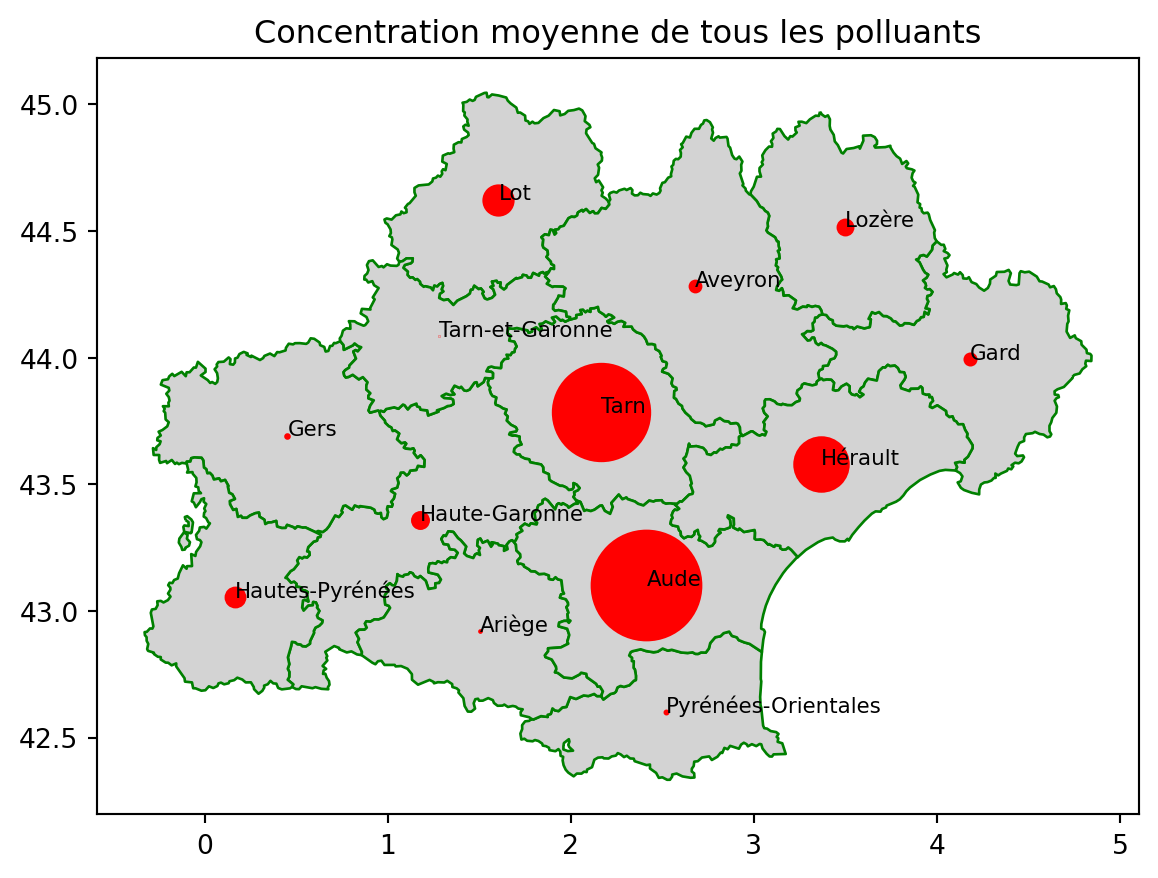 Concentration moyenne de tous les polluants
45.0
44.5
44.0
43.5
43.0
42.5
Lot
Lozère
Aveyron
Tarn-et-Garonne
Gard
Tarn
Gers
Hérault
Haute-Garonne
Aude
Hautes-Pyrénées
Ariège
Pyrénées-Orientales
0 1 2 3 4 5